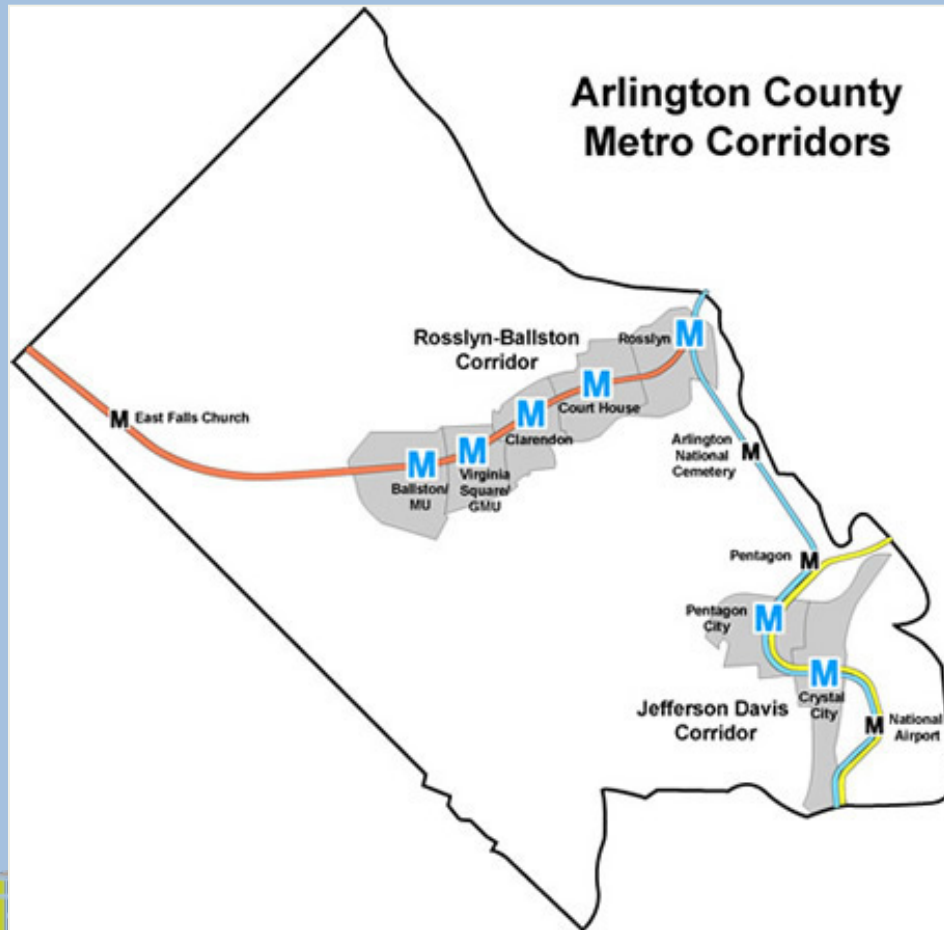 Arlington County
Metro Corridors
Rosslyn-Ballston
Corridor
Rosslyn
M
M
Court House
M
Clarendon
M
East Falls Church
M
Virginia
Square/
GMU
M
Ballston/
MU
Arlington
National
Cemetery
M
Pentagon
M
Pentagon
City
M
M
Crystal
City
Jefferson Davis
Corridor
M
National
Airport